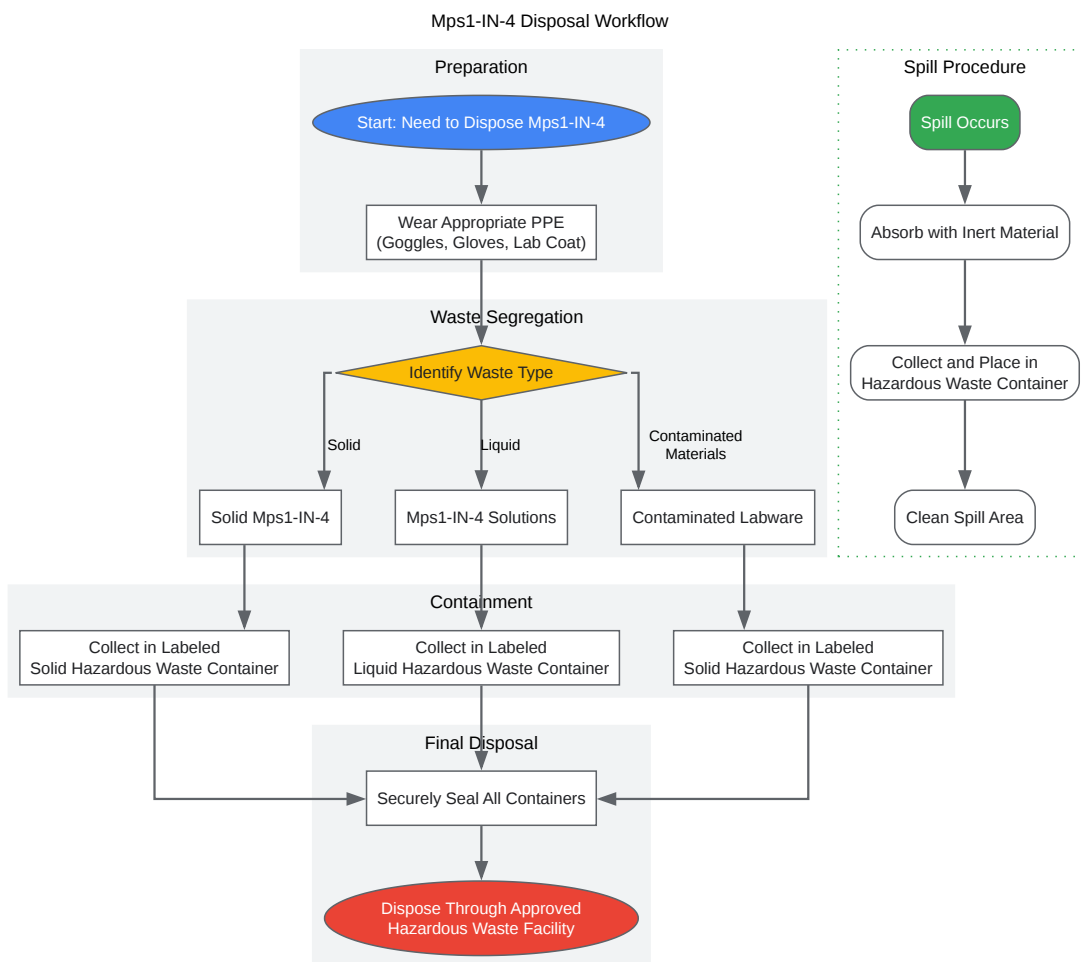 Mps1-IN-4 Disposal Workflow
Preparation
Start: Need to Dispose Mps1-IN-4
Wear Appropriate PPE
(Goggles, Gloves, Lab Coat)
Waste Segregation
Identify Waste Type
Solid
Liquid
Contaminated
Materials
Solid Mps1-IN-4
Mps1-IN-4 Solutions
Contaminated Labware
Containment
Collect in Labeled
Solid Hazardous Waste Container
Collect in Labeled
Liquid Hazardous Waste Container
Collect in Labeled
Solid Hazardous Waste Container
Final Disposal
Securely Seal All Containers
Dispose Through Approved
Hazardous Waste Facility
Spill Procedure
Spill Occurs
Absorb with Inert Material
Collect and Place in
Hazardous Waste Container
Clean Spill Area